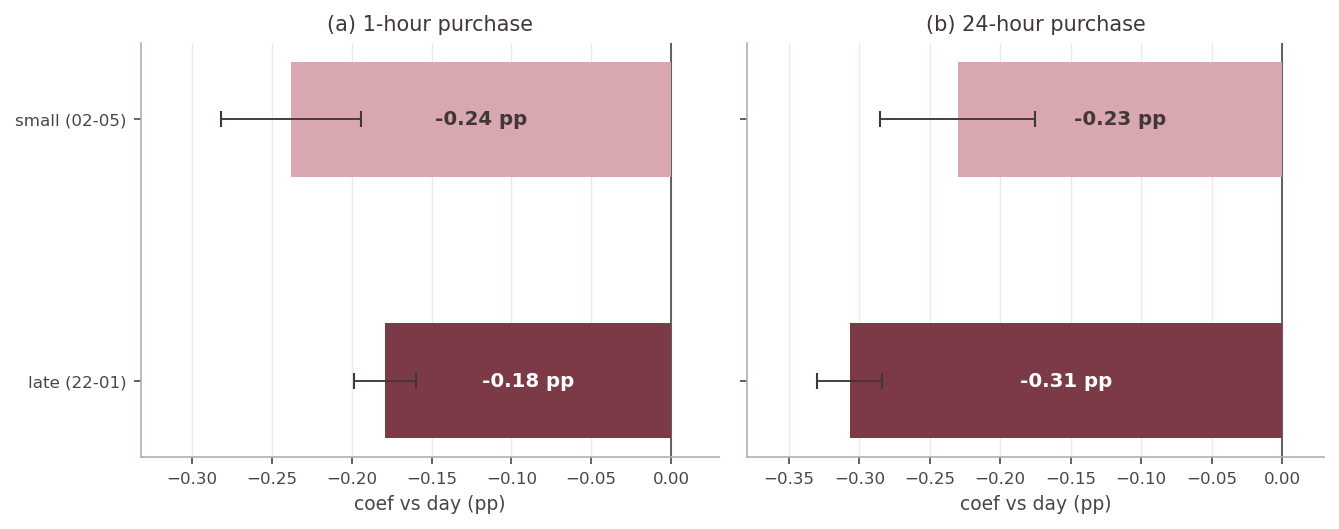 (a) 1-hour purchase
small (02-05)
-0.24 pp
late (22-01)
-0.18 pp
−0.30 −0.25 −0.20 −0.15 −0.10 −0.05 0.00
coef vs day (pp)
(b) 24-hour purchase
-0.23 pp
-0.31 pp
−0.35 −0.30 −0.25 −0.20 −0.15 −0.10 −0.05 0.00
coef vs day (pp)